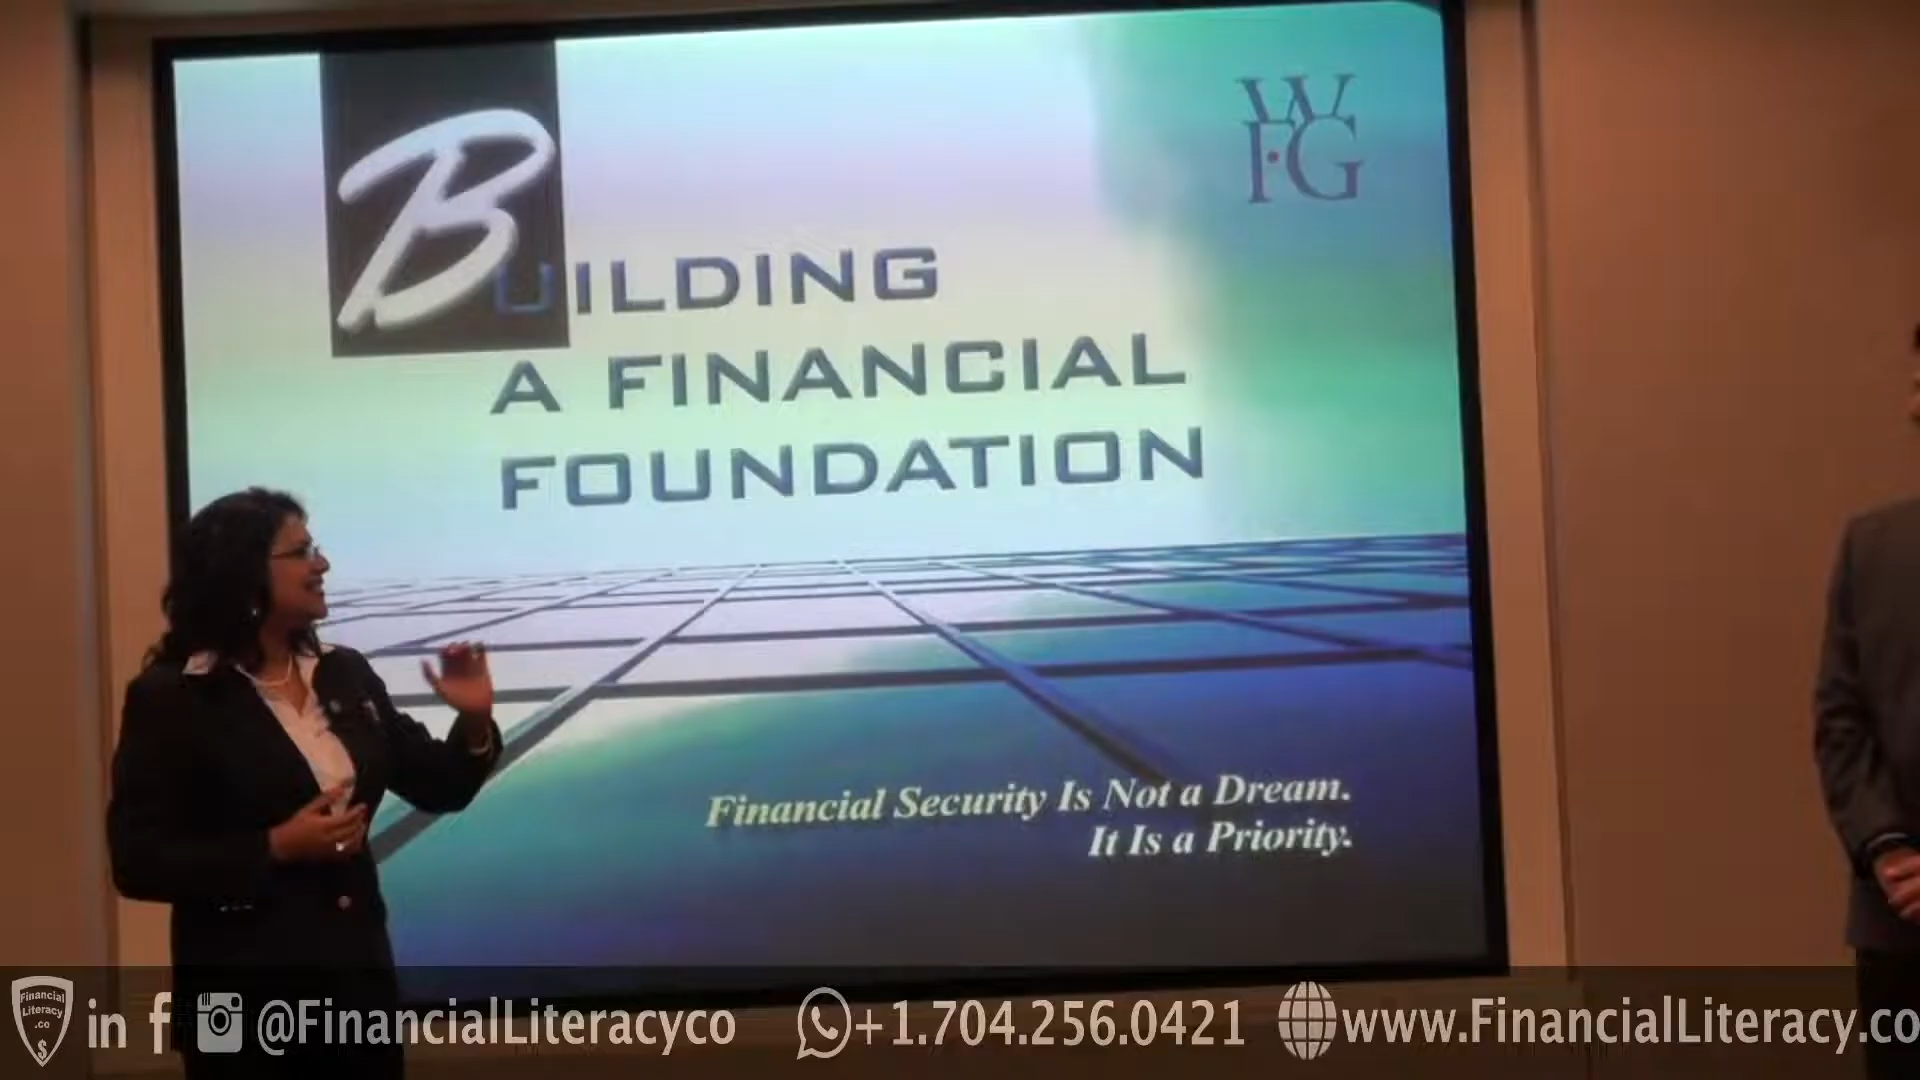 WFG
BUILDING
A FINANCIAL
FOUNDATION
Financial Security Is Not a Dream.
It Is a Priority.
Financial
Literacy
.co
$
in f @FinancialLiteracyco +1.704.256.0421 www.FinancialLiteracy.co